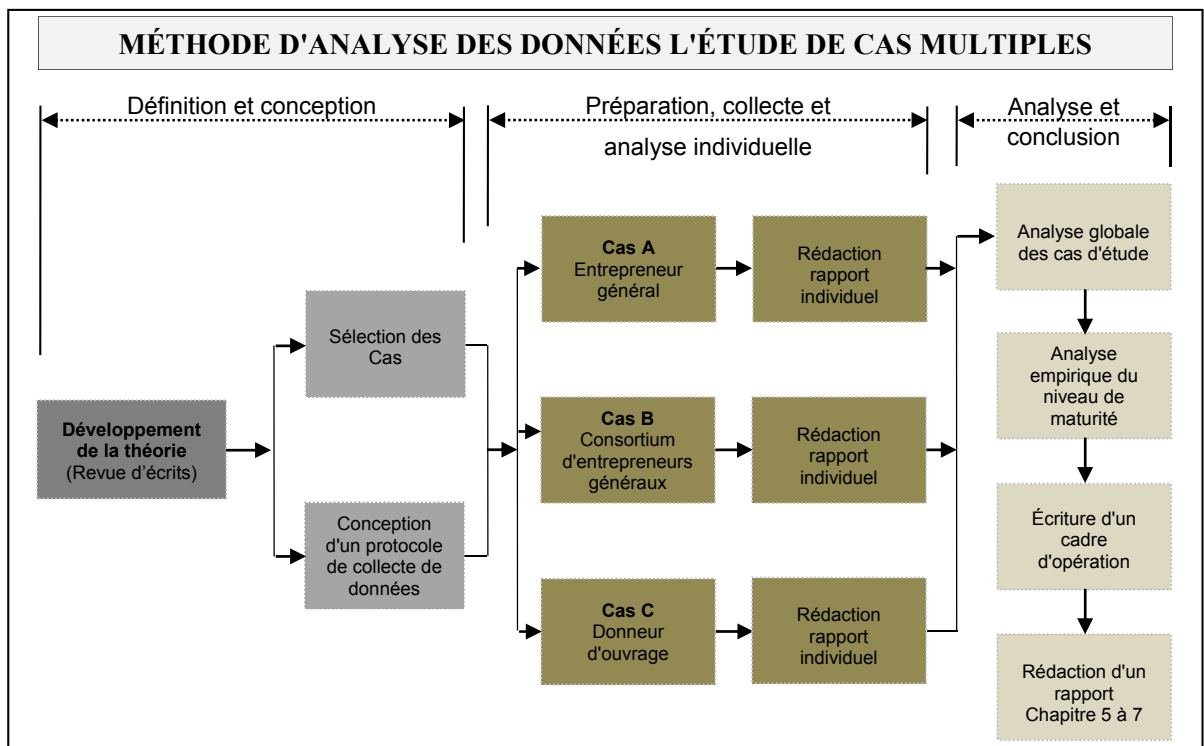 MÉTHODE D'ANALYSE DES DONNÉES L'ÉTUDE DE CAS MULTIPLES
Définition et conception
Préparation, collecte et
analyse individuelle
Analyse et
conclusion
Développement
de la théorie
(Revue d'écrits)
Sélection des
Cas
Conception
d'un protocole
de collecte de
données
Cas A
Entrepreneur
général
Rédaction
rapport
individuel
Cas B
Consortium
d'entrepreneurs
généraux
Rédaction
rapport
individuel
Cas C
Donneur
d'ouvrage
Rédaction
rapport
individuel
Analyse globale
des cas d'étude
Analyse
empirique du
niveau de
maturité
Écriture d'un
cadre
d'opération
Rédaction d'un
rapport
Chapitre 5 à 7